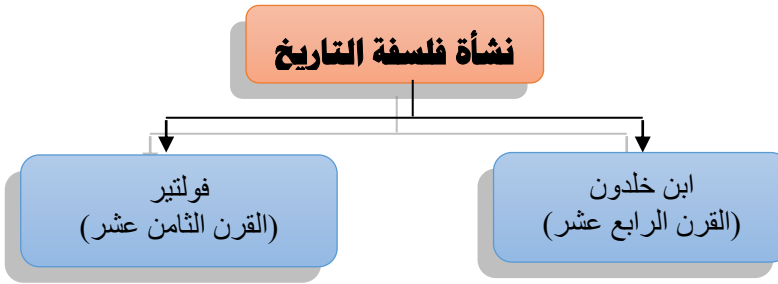 نشأة فلسفة التاريخ
ابن خلدون
(القرن الرابع عشر)
فولتير
(القرن الثامن عشر)